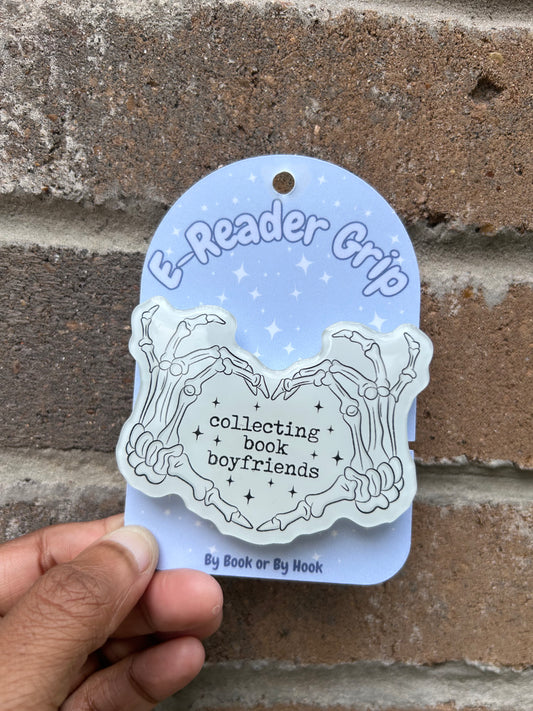 E-Reader Grip
collecting
book
boyfriends
By Book or By Hook